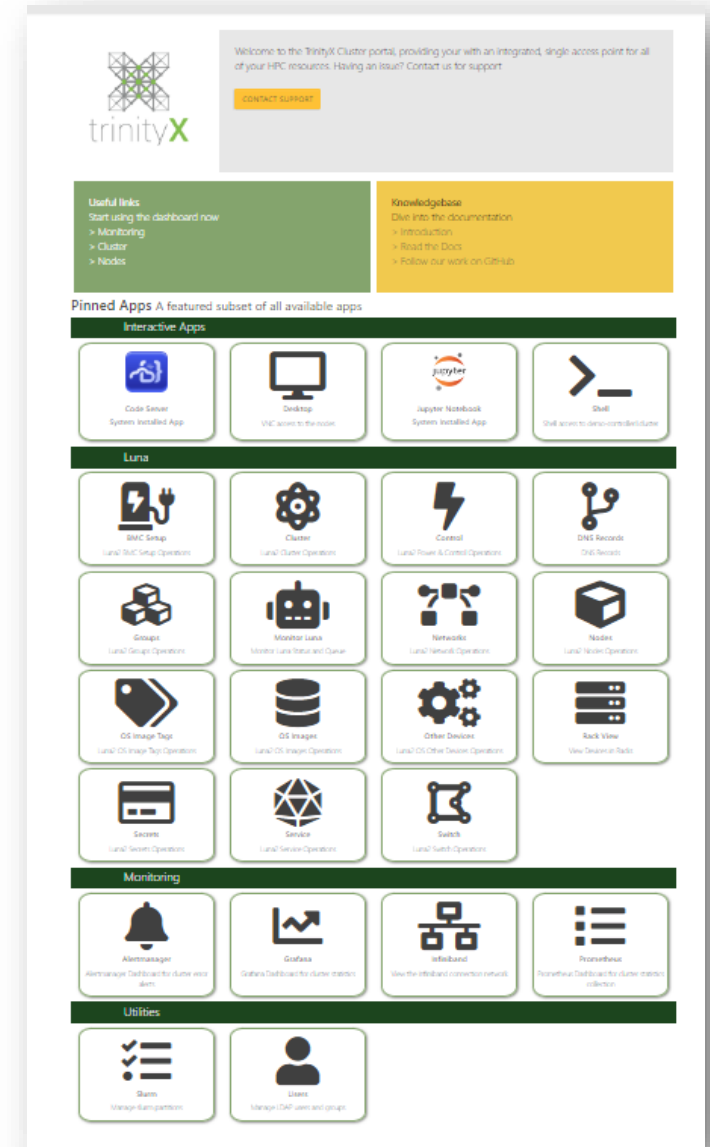 trinityX
Welcome to the TrinityX Cluster portal, providing your with an integrated, single access point for all
of your HPC resources. Having an issue? Contact us for support
CONTACT SUPPORT
Useful links
Start using the dashboard now
> Monitoring
> Cluster
> Nodes
Knowledgebase
Dive into the documentation
> Introduction
> Read the Docs
> Follow our work on GitHub
Pinned Apps A featured subset of all available apps
Interactive Apps
Code Server
System Installed App
Desktop
VNC access to the nodes
jupyter
Jupyter Notebook
System Installed App
Shell
Shell access to cluster
Luna
BMC Setup
Luna2 BMC Setup Operations
Cluster
Luna2 Cluster Operations
Control
Luna2 Power & Control Operations
DNS Records
DNS Records
Groups
Luna2 Groups Operations
Monitor Luna
Monitor Luna Status and Queue
Networks
Luna2 Network Operations
Nodes
Luna2 Nodes Operations
OS Image Tags
Luna2 OS Image Tags Operations
OS Images
Luna2 OS Images Operations
Other Devices
Luna2 OS Other Devices Operations
Rack View
View Devices in Racks
Secrets
Luna2 Secrets Operations
Service
Luna2 Service Operations
Switch
Luna2 Switch Operations
Monitoring
Alertmanager
Alertmanager Dashboard for cluster error
alerts
Grafana
Grafana Dashboard for cluster statistics
Infiniband
View the infiniband connection network
Prometheus
Prometheus Dashboard for cluster statistics
collection
Utilities
Slurm
Manage slurm partitions
Users
Manage LDAP users and groups